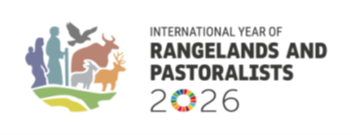 INTERNATIONAL YEAR OF
RANGELANDS AND
PASTORALISTS
2026